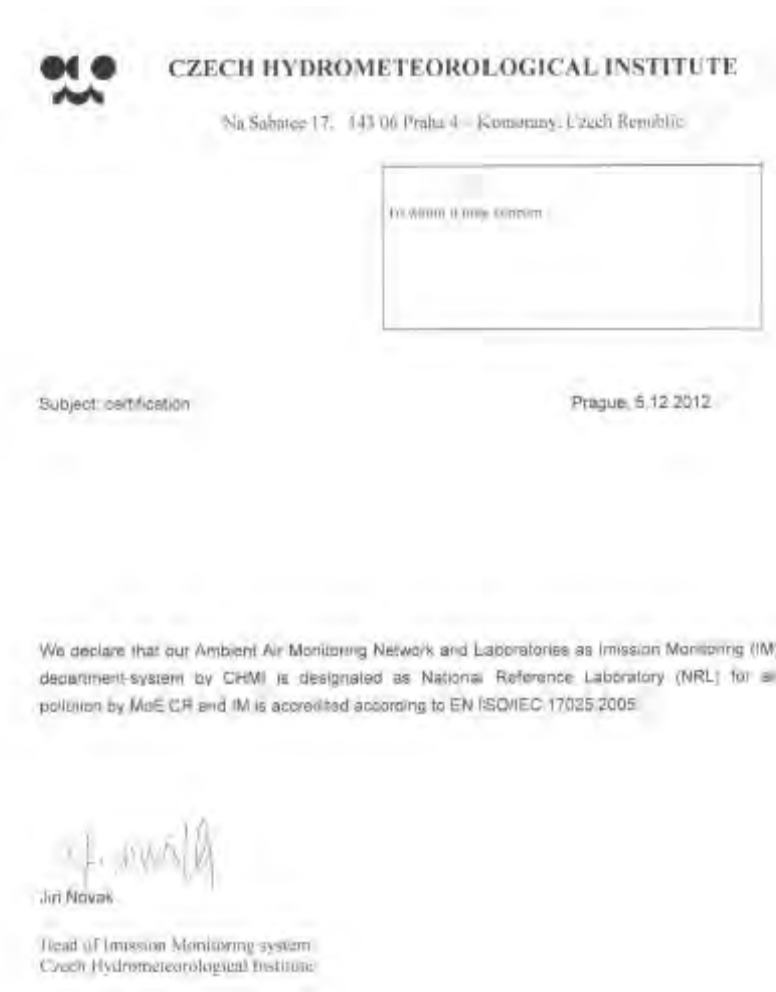 CZECH HYDROMETEOROLOGICAL INSTITUTE
Na Sabatce 17, 143 06 Praha 4 – Komorany, Czech Republic
To whom it may concern
Subject: certification
Prague, 5.12.2012
We declare that our Ambient Air Monitoring Network and Laboratories as Imission Monitoring (IM)
department-system by CHMI is designated as National Reference Laboratory (NRL) for
pollution by MoE CR and IM is accredited according to EN ISO/IEC 17025:2005
Jiri Novak
Head of Imission Monitoring system
Czech Hydrometeorological Institute